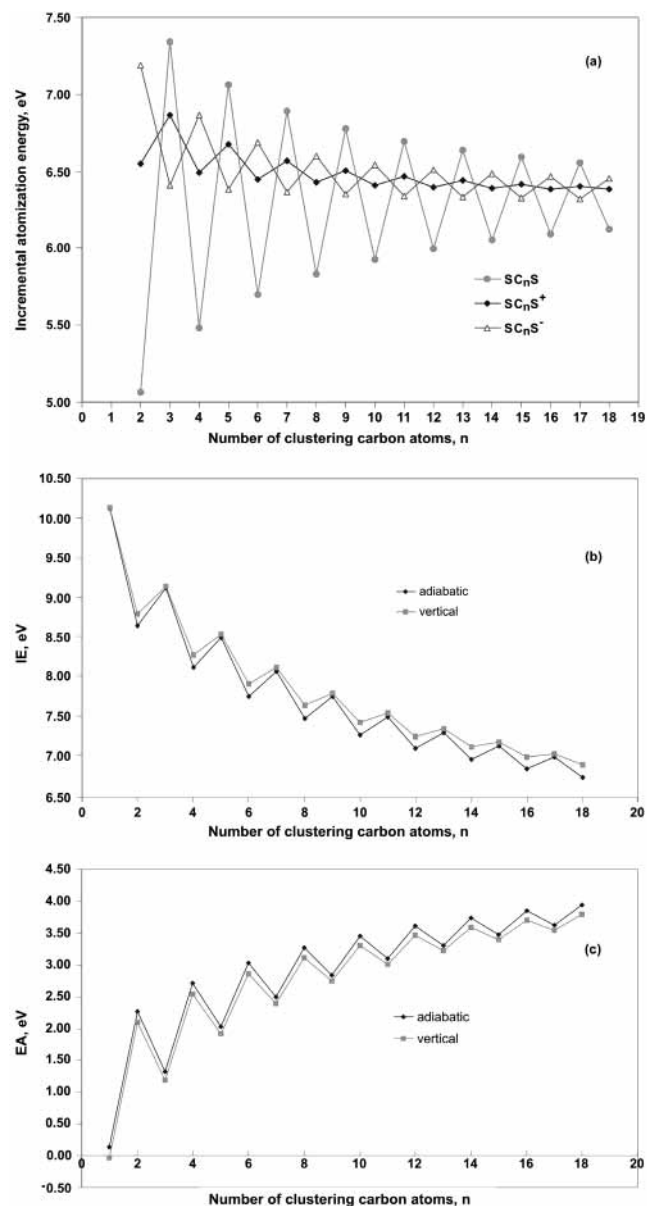 7.50
(a)
7.00
6.50
6.00
5.50
5.00
Incremental atomization energy, eV
SCnS
SCnS+
SCnS-
0 1 2 3 4 5 6 7 8 9 10 11 12 13 14 15 16 17 18 19
Number of clustering carbon atoms, n
10.50
10.00
9.50
9.00
8.50
8.00
7.50
7.00
6.50
IE, eV
(b)
adiabatic
vertical
0 2 4 6 8 10 12 14 16 18 20
Number of clustering carbon atoms, n
4.50
4.00
3.50
3.00
2.50
2.00
1.50
1.00
0.50
0.00
-0.50
EA, eV
(c)
adiabatic
vertical
0 2 4 6 8 10 12 14 16 18 20
Number of clustering carbon atoms, n